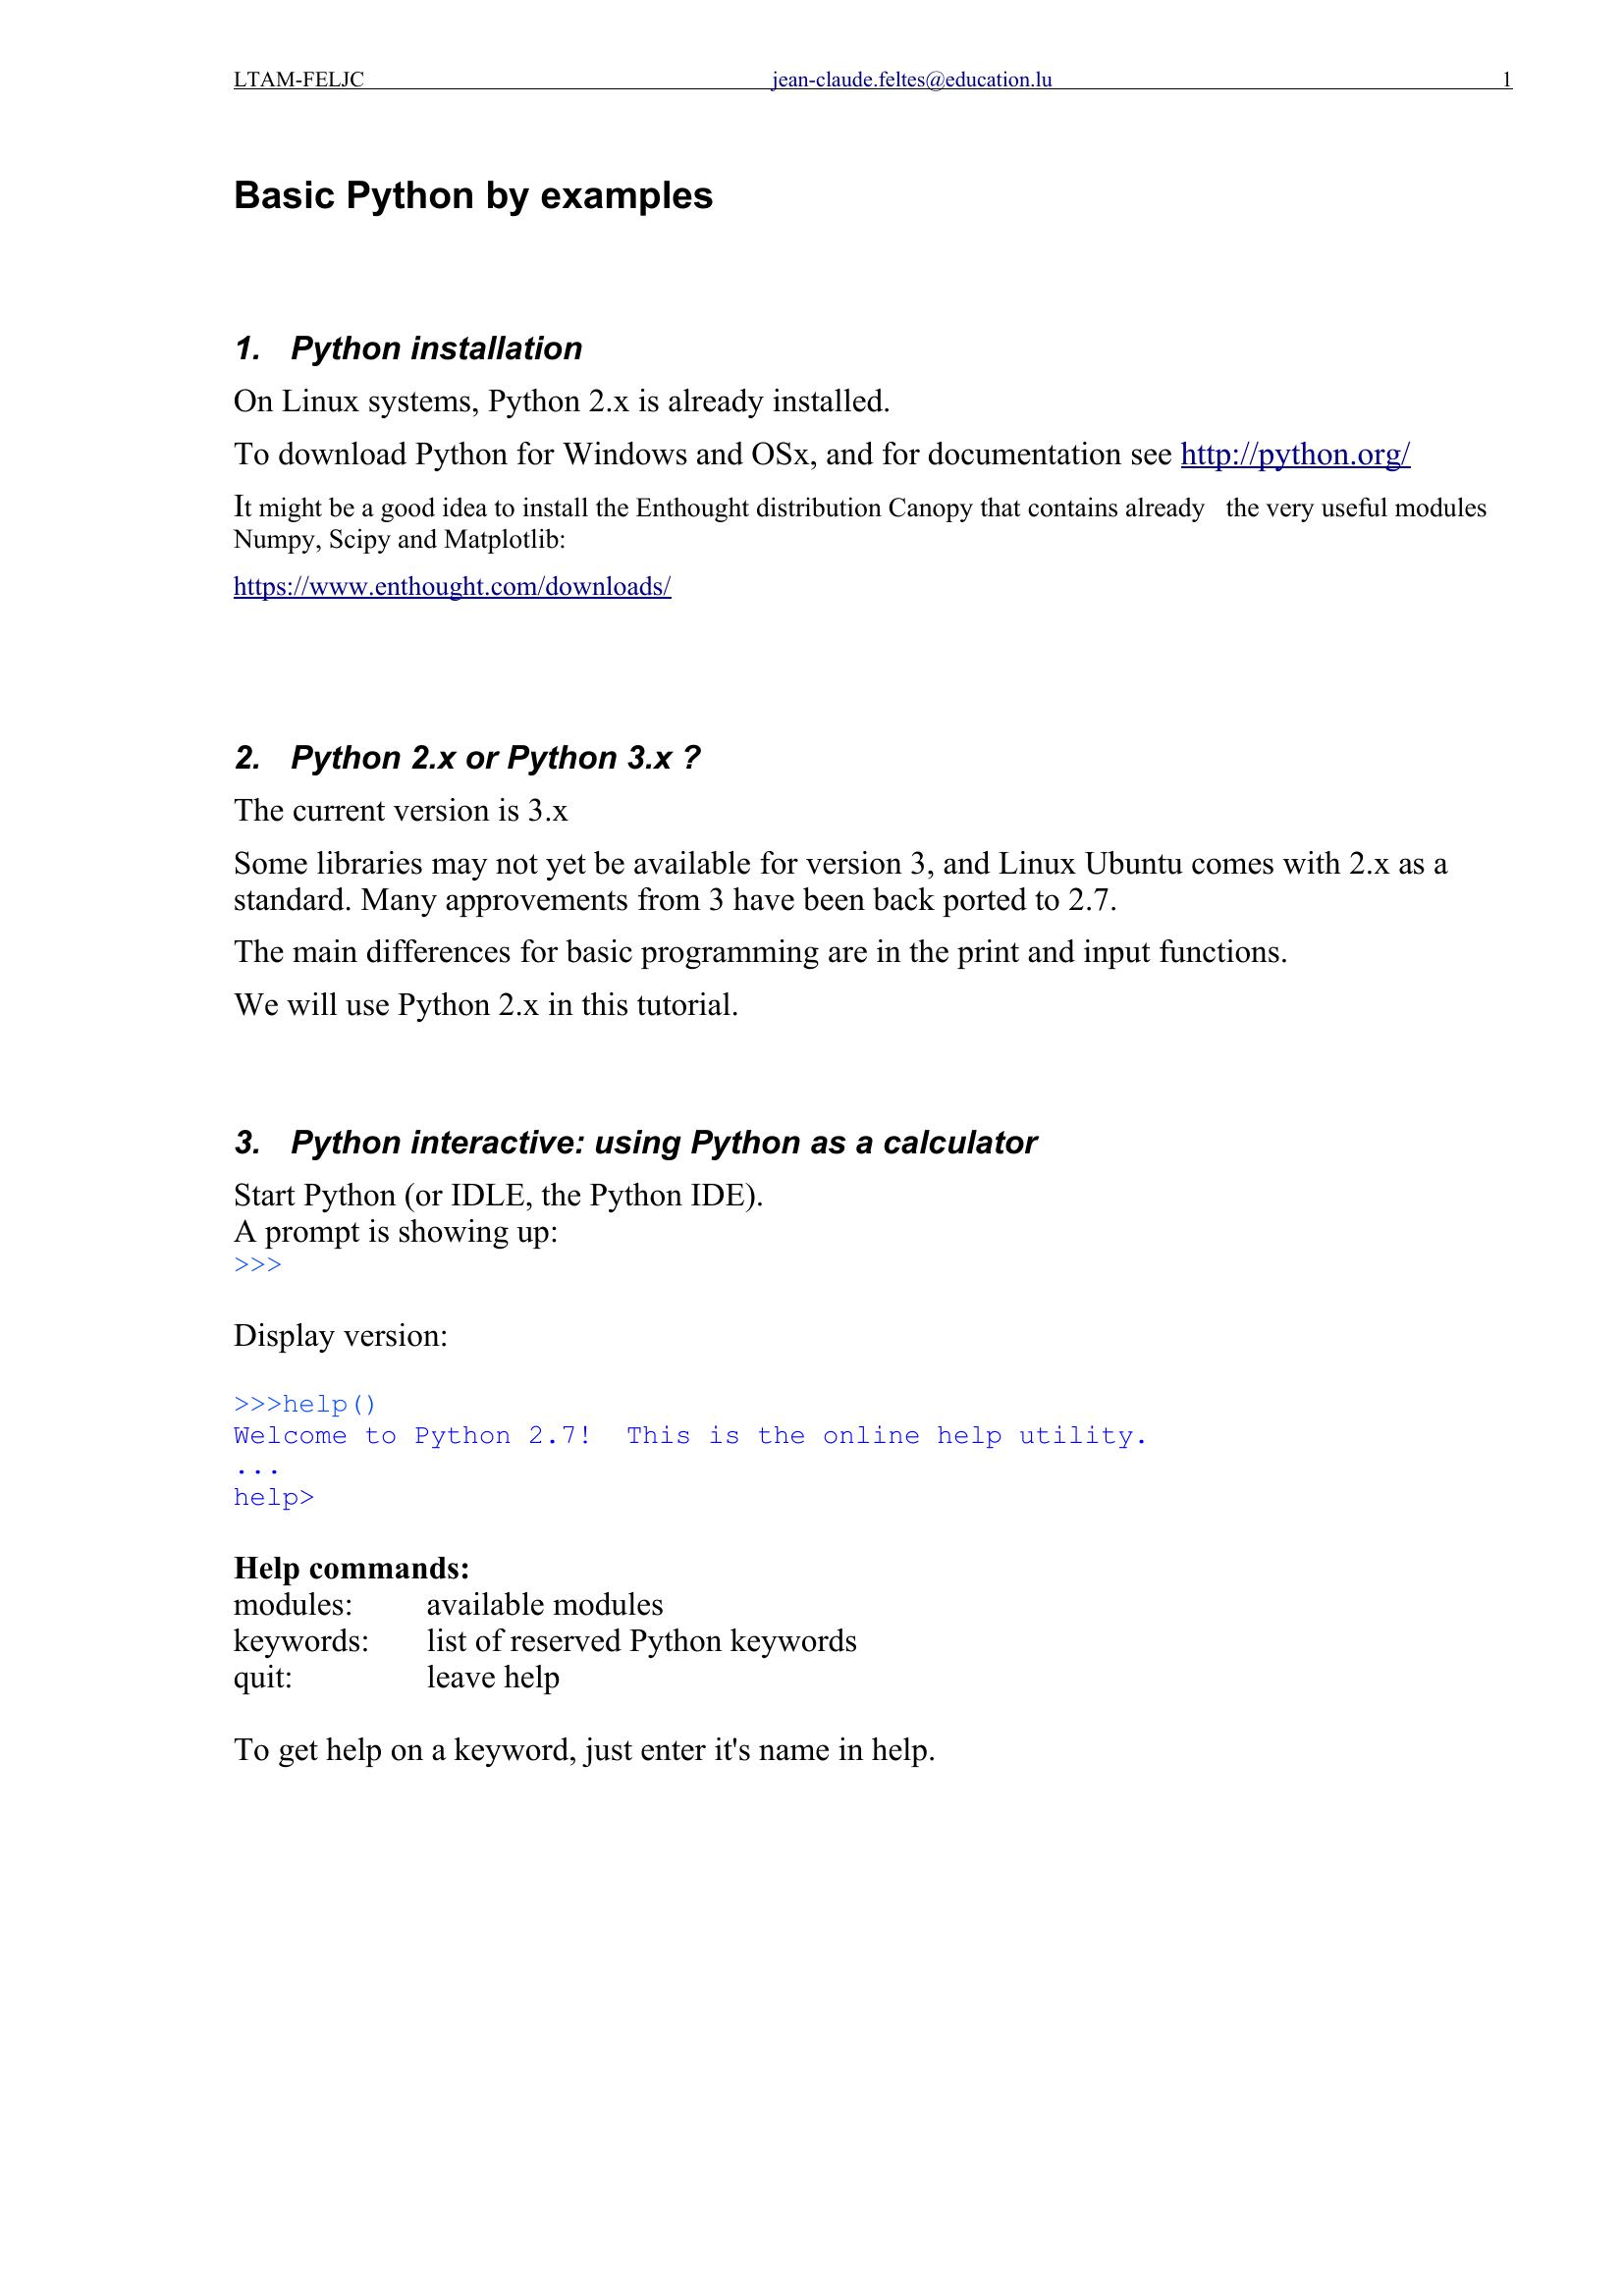 LTAM-FELJC jean-claude.feltes@education.lu 1
Basic Python by examples
1. Python installation
On Linux systems, Python 2.x is already installed.
To download Python for Windows and OSx, and for documentation see http://python.org/
It might be a good idea to install the Enthought distribution Canopy that contains already the very useful modules
Numpy, Scipy and Matplotlib:
https://www.enthought.com/downloads/
2. Python 2.x or Python 3.x ?
The current version is 3.x
Some libraries may not yet be available for version 3, and Linux Ubuntu comes with 2.x as a
standard. Many approvements from 3 have been back ported to 2.7.
The main differences for basic programming are in the print and input functions.
We will use Python 2.x in this tutorial.
3. Python interactive: using Python as a calculator
Start Python (or IDLE, the Python IDE).
A prompt is showing up:
>>>
Display version:
>>>help()
Welcome to Python 2.7!  This is the online help utility.
...
help>
Help commands:
modules: available modules
keywords: list of reserved Python keywords
quit: leave help
To get help on a keyword, just enter it's name in help.